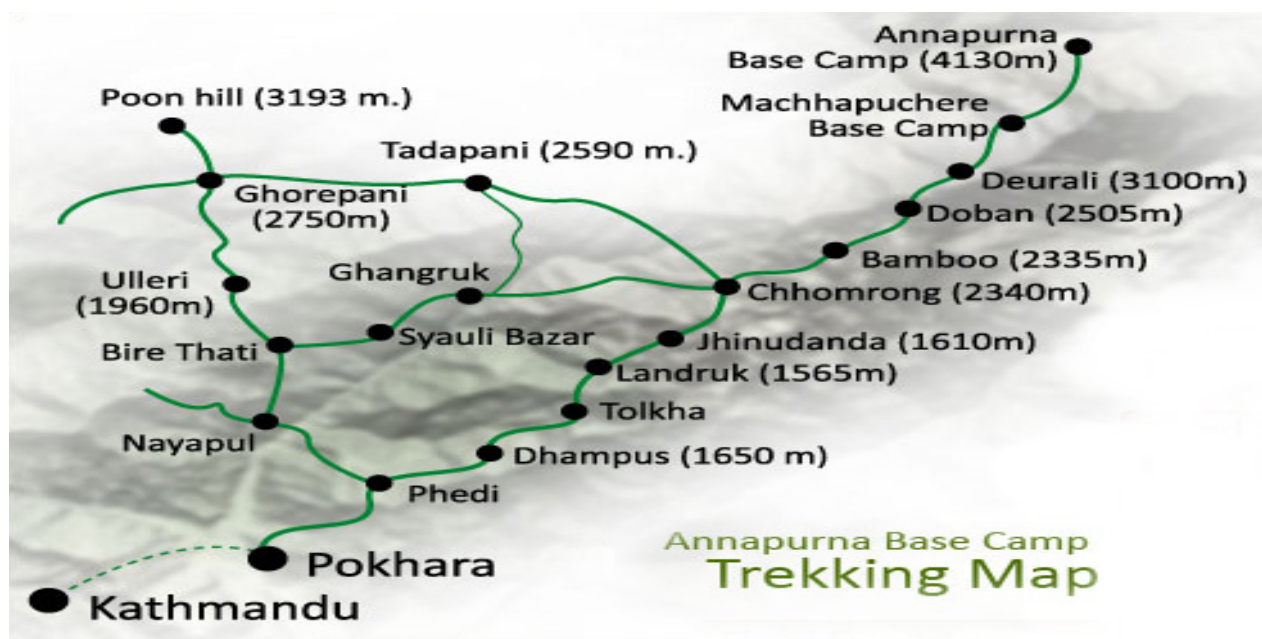 Annapurna
Base Camp (4130m)
Poon hill (3193 m.)
Machhapuchere
Base Camp
Tadapani (2590 m.)
Deurali (3100m)
Ghorepani
(2750m)
Doban (2505m)
Bamboo (2335m)
Ulleri
(1960m)
Ghangruk
Chhomrong (2340m)
Syauli Bazar
Jhinudanda (1610m)
Bire Thati
Landruk (1565m)
Tolkha
Nayapul
Dhampus (1650 m)
Phedi
Annapurna Base Camp
Trekking Map
Pokhara
Kathmandu